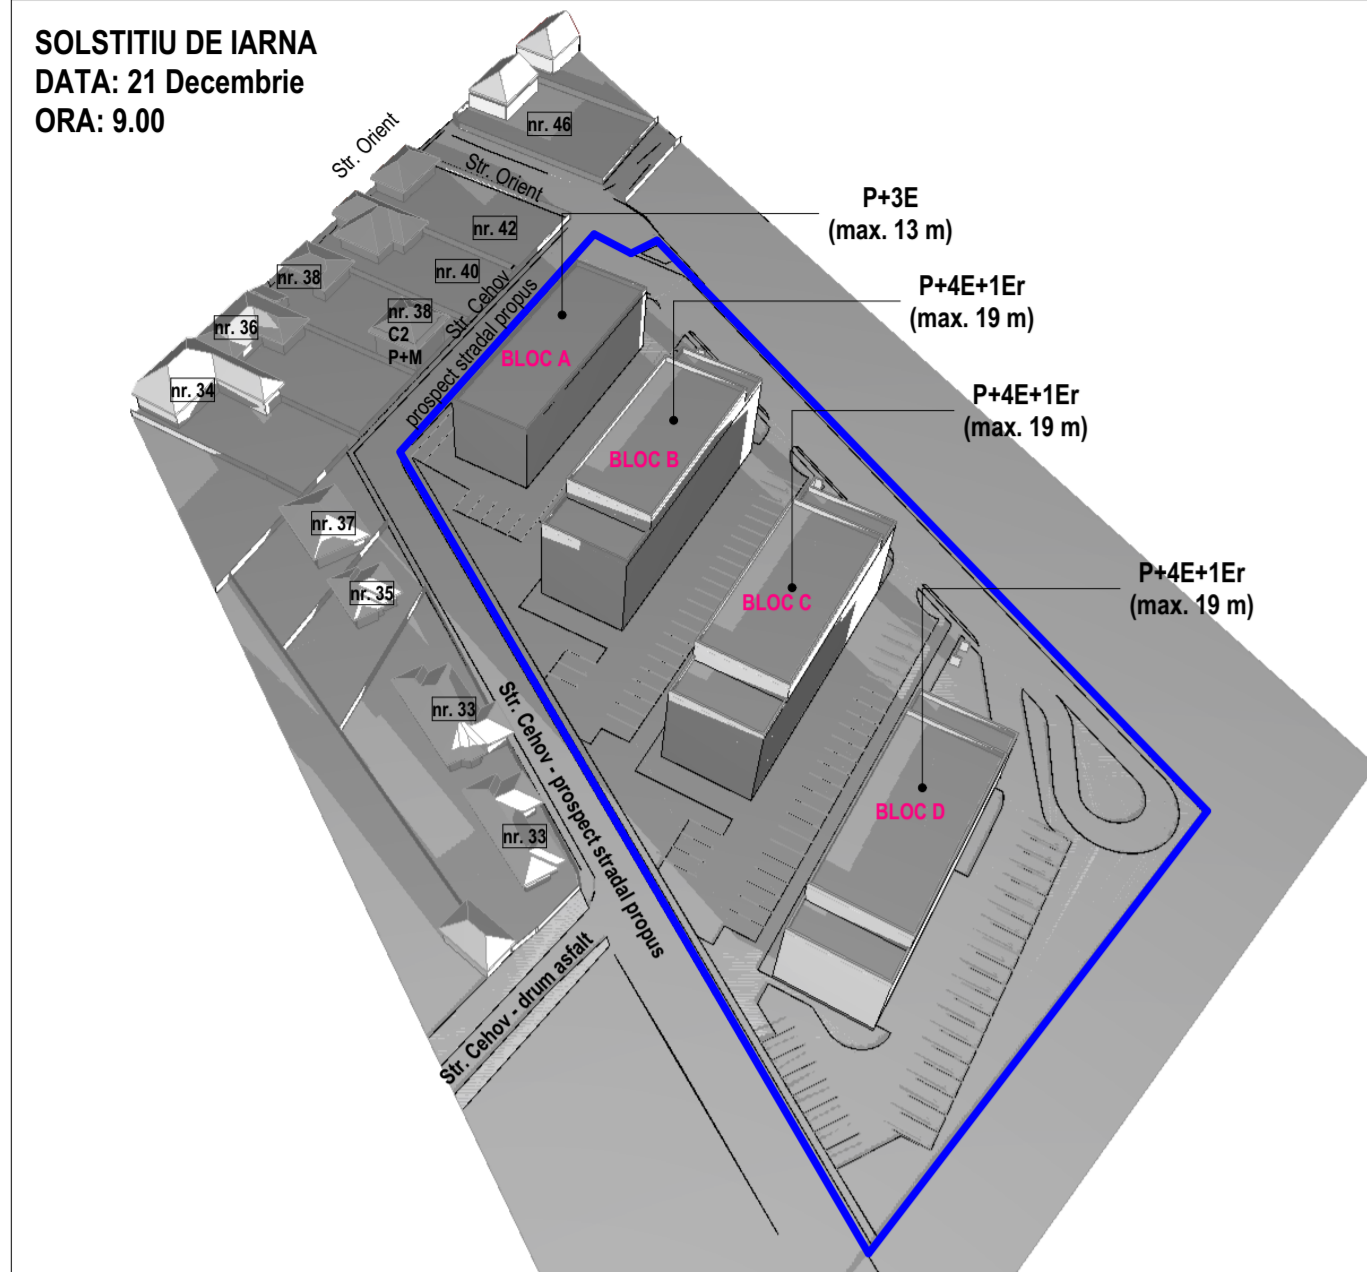 SOLSTITIU DE IARNA
DATA: 21 Decembrie
ORA: 9.00
nr. 46
Str. Orient
Str. Orient
P+3E
(max. 13 m)
nr. 42
nr. 40
nr. 38
nr. 38
C2
P+M
Str. Cehov -
prospect stradal propus
P+4E+1Er
(max. 19 m)
nr. 36
nr. 34
BLOC A
P+4E+1Er
(max. 19 m)
BLOC B
nr. 37
nr. 35
BLOC C
P+4E+1Er
(max. 19 m)
nr. 33
BLOC D
nr. 33
Str. Cehov - prospect stradal propus
Str. Cehov - drum asfalt